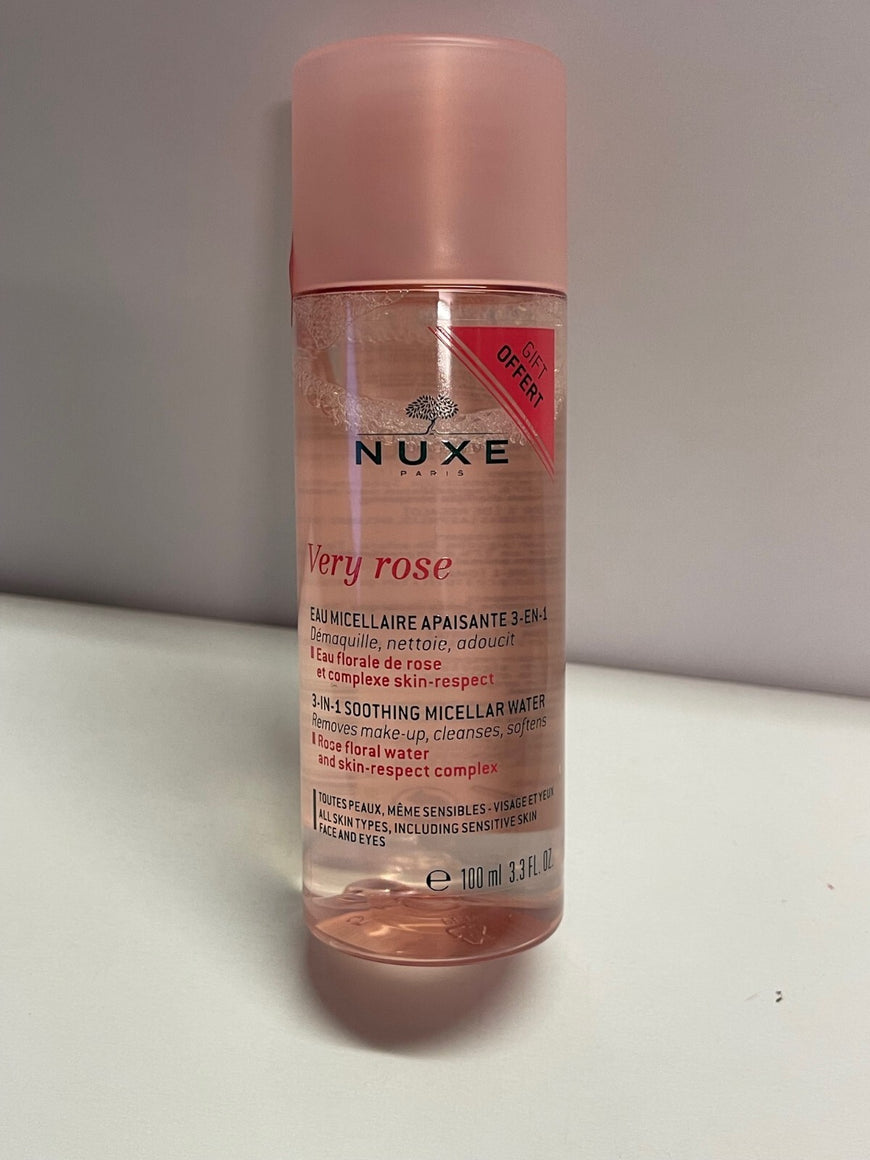 GIFT
OFFERT
NUXE
PARIS
Very rose
EAU MICELLAIRE APAISANTE 3-EN-1
Démaquille, nettoie, adoucit
Eau florale de rose
et complexe skin-respect
3-IN-1 SOOTHING MICELLAR WATER
Removes make-up, cleanses, softens
Rose floral water
and skin-respect complex
TOUTES PEAUX, MÊME SENSIBLES - VISAGE ET YEUX
ALL SKIN TYPES, INCLUDING SENSITIVE SKIN
FACE AND EYES
℮ 100 ml 3.3 FL. OZ.